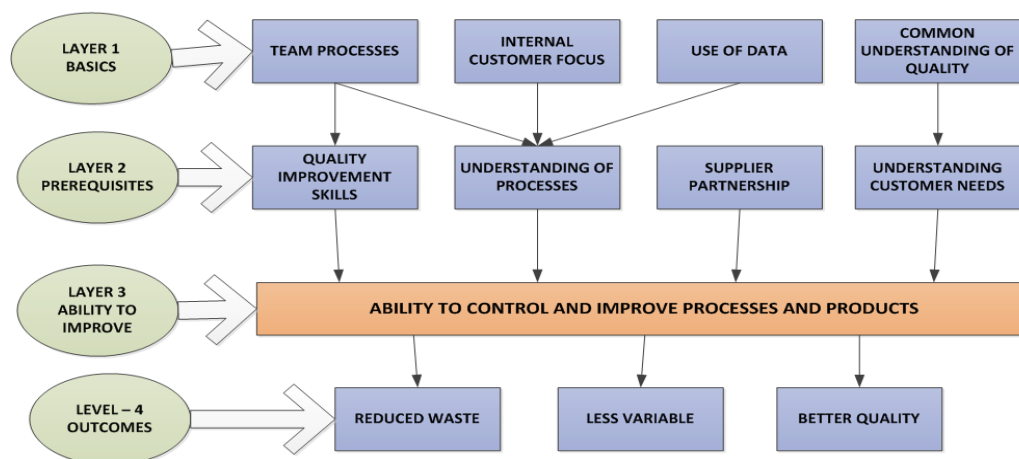 LAYER 1
BASICS
TEAM PROCESSES
INTERNAL
CUSTOMER FOCUS
USE OF DATA
COMMON
UNDERSTANDING OF
QUALITY
LAYER 2
PREREQUISITES
QUALITY
IMPROVEMENT
SKILLS
UNDERSTANDING OF
PROCESSES
SUPPLIER
PARTNERSHIP
UNDERSTANDING
CUSTOMER NEEDS
LAYER 3
ABILITY TO
IMPROVE
ABILITY TO CONTROL AND IMPROVE PROCESSES AND PRODUCTS
LEVEL – 4
OUTCOMES
REDUCED WASTE
LESS VARIABLE
BETTER QUALITY